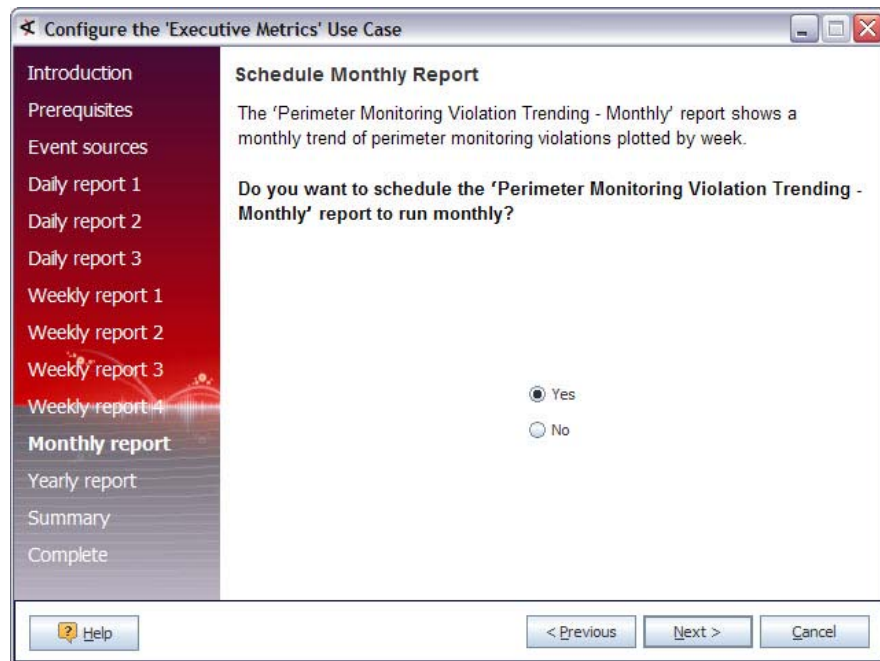 Configure the 'Executive Metrics' Use Case
Introduction
Prerequisites
Event sources
Daily report 1
Daily report 2
Daily report 3
Weekly report 1
Weekly report 2
Weekly report 3
Weekly report 4
Monthly report
Yearly report
Summary
Complete
Schedule Monthly Report
The 'Perimeter Monitoring Violation Trending - Monthly' report shows a
monthly trend of perimeter monitoring violations plotted by week.
Do you want to schedule the 'Perimeter Monitoring Violation Trending -
Monthly' report to run monthly?
Yes
No
Help
< Previous
Next >
Cancel